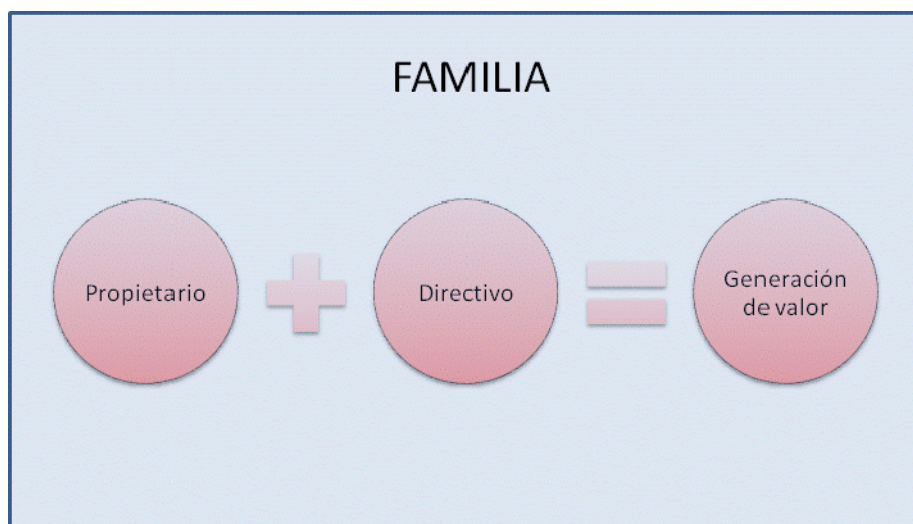 FAMILIA
Propietario
Directivo
Generación
de valor